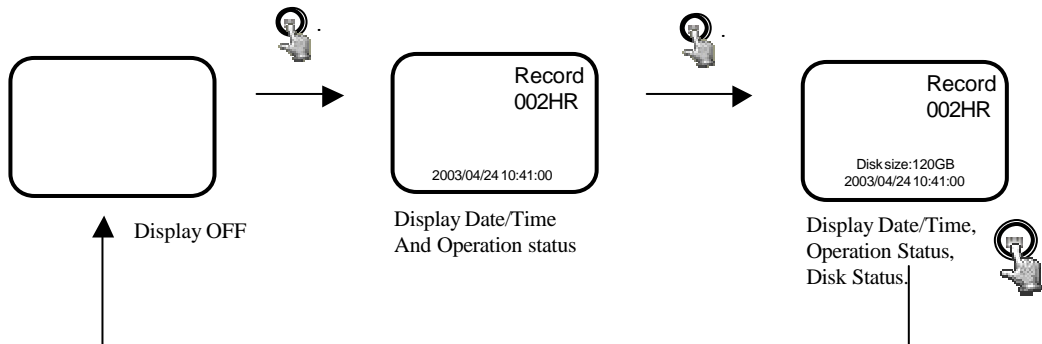 Display OFF
Record
002HR
2003/04/24 10:41:00
Display Date/Time
And Operation status
Record
002HR
Disk size:120GB
2003/04/24 10:41:00
Display Date/Time,
Operation Status,
Disk Status.